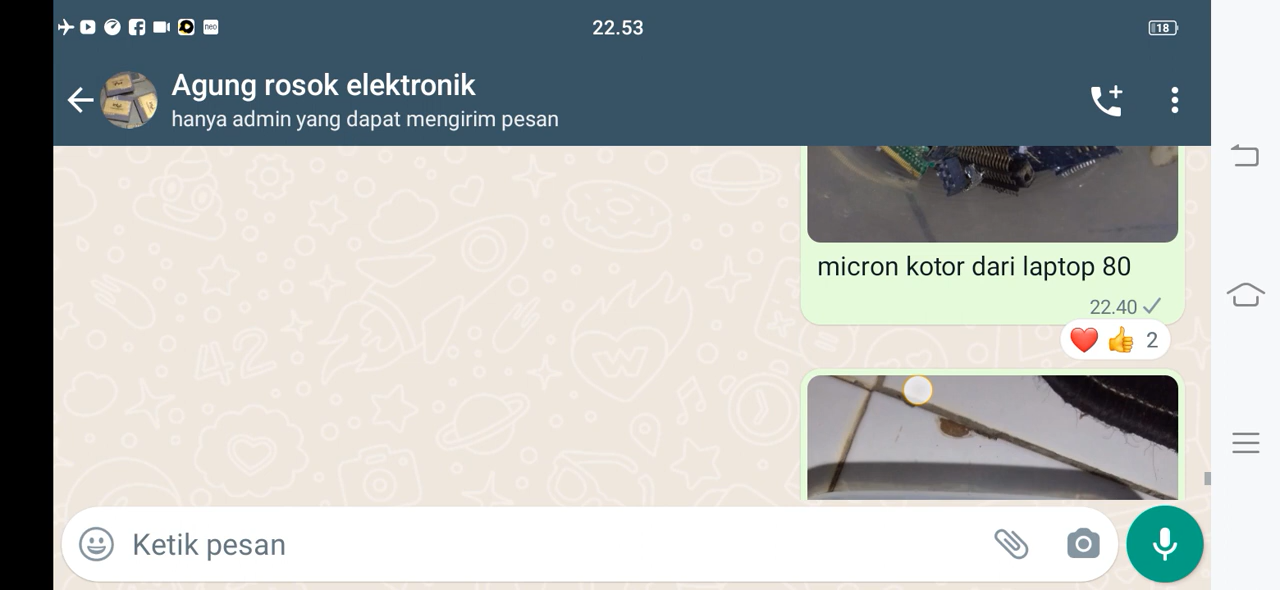 22.53
18
Agung rosok elektronik
hanya admin yang dapat mengirim pesan
micron kotor dari laptop 80
22.40
2
Ketik pesan